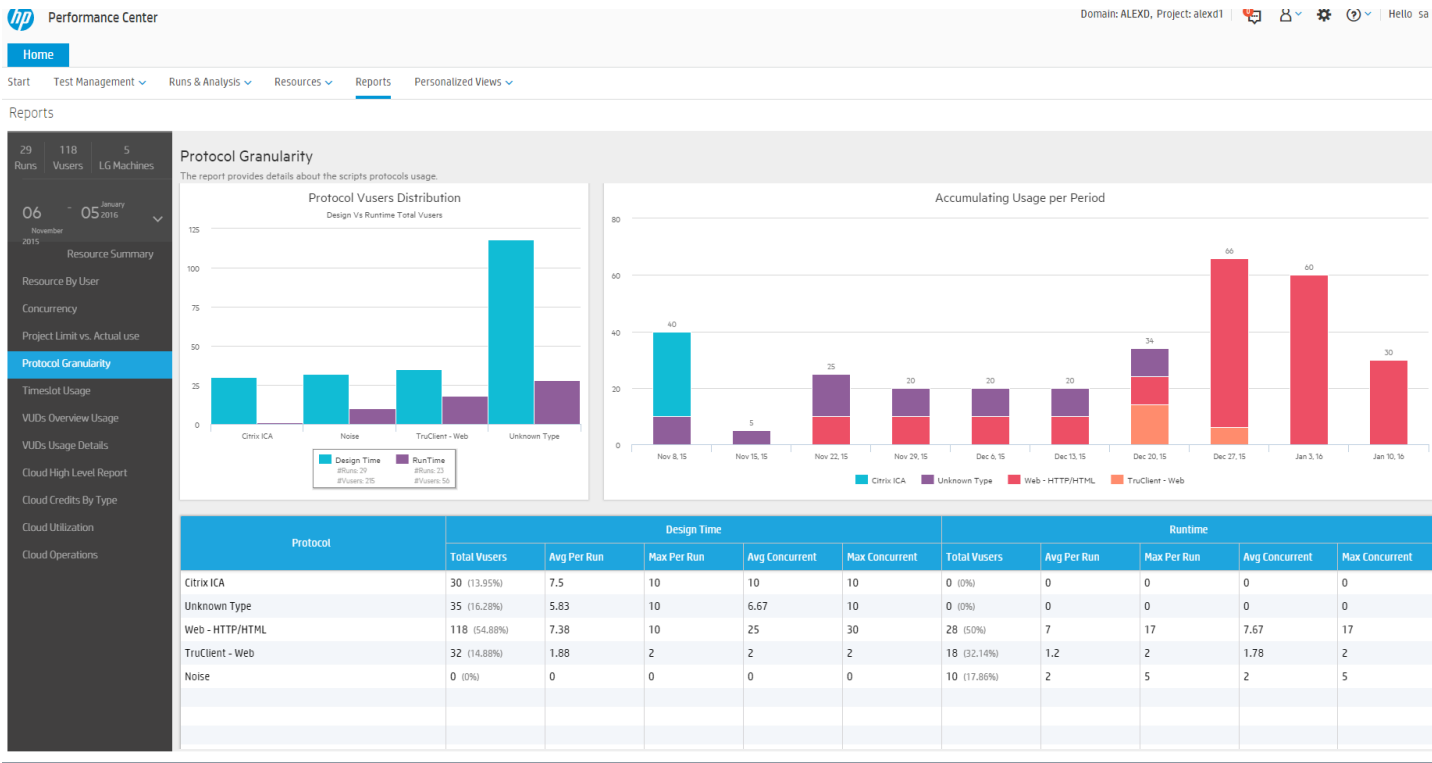 hp Performance Center
Domain: ALEXD, Project: alexd1 Hello sa
Home
Start Test Management Runs & Analysis Resources Reports Personalized Views
Reports
29 118 5
Runs Vusers LG Machines
06 - 05 January 2016
November
2015
Resource Summary
Resource By User
Concurrency
Project Limit vs. Actual use
Protocol Granularity
Timeslot Usage
VUDs Overview Usage
VUDs Usage Details
Cloud High Level Report
Cloud Credits By Type
Cloud Utilization
Cloud Operations
Protocol Granularity
The report provides details about the scripts protocols usage.
Protocol Vusers Distribution
Design Vs Runtime Total Vusers
125
100
75
50
25
0
Citrix ICA Noise TruClient - Web Unknown Type
Design Time RunTime
#Runs: 29 #Runs: 23
#Vusers: 215 #Vusers: 56
Accumulating Usage per Period
80
60
40
20
0
40 5 25 20 20 20 34 66 60 30
Nov 8, 15 Nov 15, 15 Nov 22, 15 Nov 29, 15 Dec 6, 15 Dec 13, 15 Dec 20, 15 Dec 27, 15 Jan 3, 16 Jan 10, 16
Citrix ICA Unknown Type Web - HTTP/HTML TruClient - Web
Protocol Design Time Runtime
Total Vusers Avg Per Run Max Per Run Avg Concurrent Max Concurrent Total Vusers Avg Per Run Max Per Run Avg Concurrent Max Concurrent
Citrix ICA 30 (13.95%) 7.5 10 10 10 0 (0%) 0 0 0 0
Unknown Type 35 (16.28%) 5.83 10 6.67 10 0 (0%) 0 0 0 0
Web - HTTP/HTML 118 (54.88%) 7.38 10 25 30 28 (50%) 7 17 7.67 17
TruClient - Web 32 (14.88%) 1.88 2 2 2 18 (32.14%) 1.2 2 1.78 2
Noise 0 (0%) 0 0 0 0 10 (17.86%) 2 5 2 5